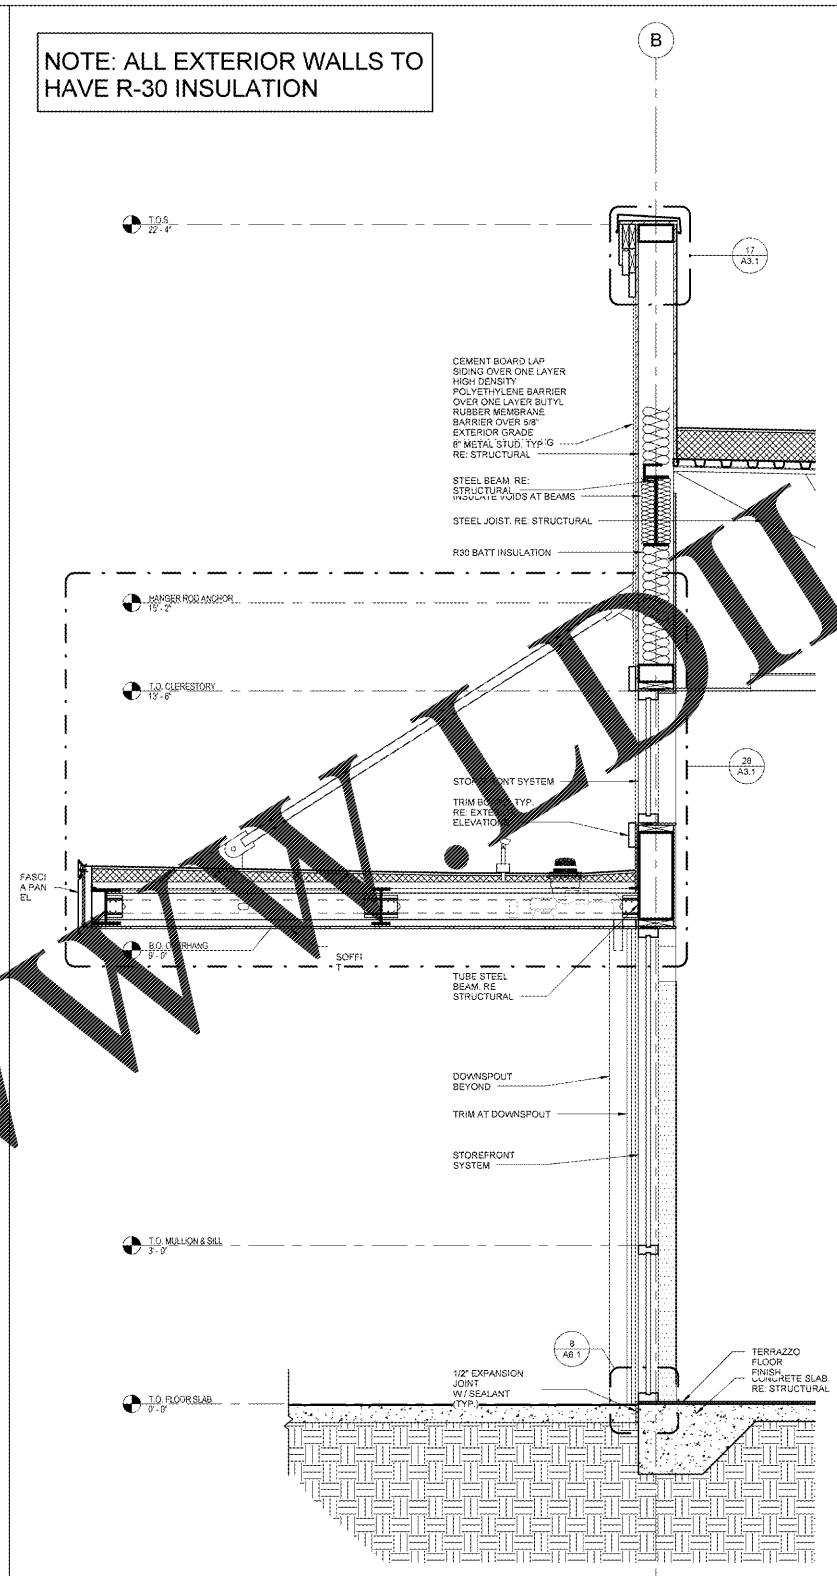 NOTE: ALL EXTERIOR WALLS TO
HAVE R-30 INSULATION
B
T.O.S.
22' - 4"
17
A3.1
CEMENT BOARD LAP
SIDING OVER ONE LAYER
HIGH DENSITY
POLYETHYLENE BARRIER
OVER ONE LAYER BUTYL
RUBBER MEMBRANE
BARRIER OVER 5/8"
EXTERIOR GRADE
8" METAL STUD, TYP.
RE: STRUCTURAL
STEEL BEAM. RE:
STRUCTURAL
INSULATE VOIDS AT BEAMS
STEEL JOIST. RE: STRUCTURAL
R30 BATT INSULATION
HANGER ROD ANCHOR
T.O. CLERESTORY
13' - 6"
A3.1
STOREFRONT SYSTEM
TRIM BOARD, TYP.
RE: EXTERIOR
ELEVATIONS
FASCI
A PAN
EL
B.O. OVERHANG
9' - 0"
SOFFI
T
TUBE STEEL
BEAM. RE
STRUCTURAL
DOWNSPOUT
BEYOND
TRIM AT DOWNSPOUT
STOREFRONT
SYSTEM
T.O. MULLION & SILL
3' - 0"
8
A6.1
1/2" EXPANSION
JOINT
W/ SEALANT
(TYP.)
TERRAZZO
FLOOR
FINISH
CONCRETE SLAB.
RE: STRUCTURAL
T.O. FLOOR SLAB
0' - 0"